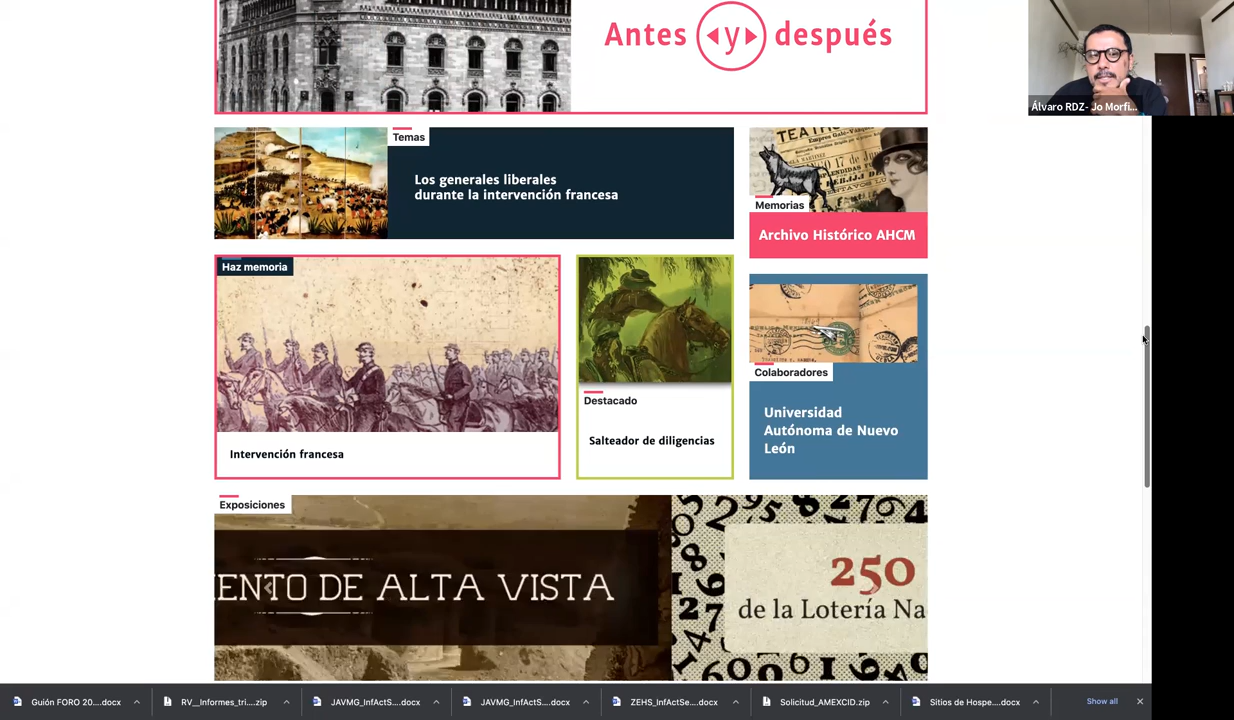 Antes y después
Álvaro RDZ- Jo Morfi...
Temas
Los generales liberales
durante la intervención francesa
TEATRO
Memorias
Archivo Histórico AHCM
Haz memoria
Intervención francesa
Destacado
Salteador de diligencias
Colaboradores
Universidad
Autónoma de Nuevo
León
Exposiciones
ENTO DE ALTA VISTA
250
de la Lotería Na
Guión FORO 20....docx
RV__Informes_tri....zip
JAVMG_InfActS....docx
JAVMG_InfActS....docx
ZEHS_InfActSe....docx
Solicitud_AMEXCID.zip
Sitios de Hospe....docx
Show all